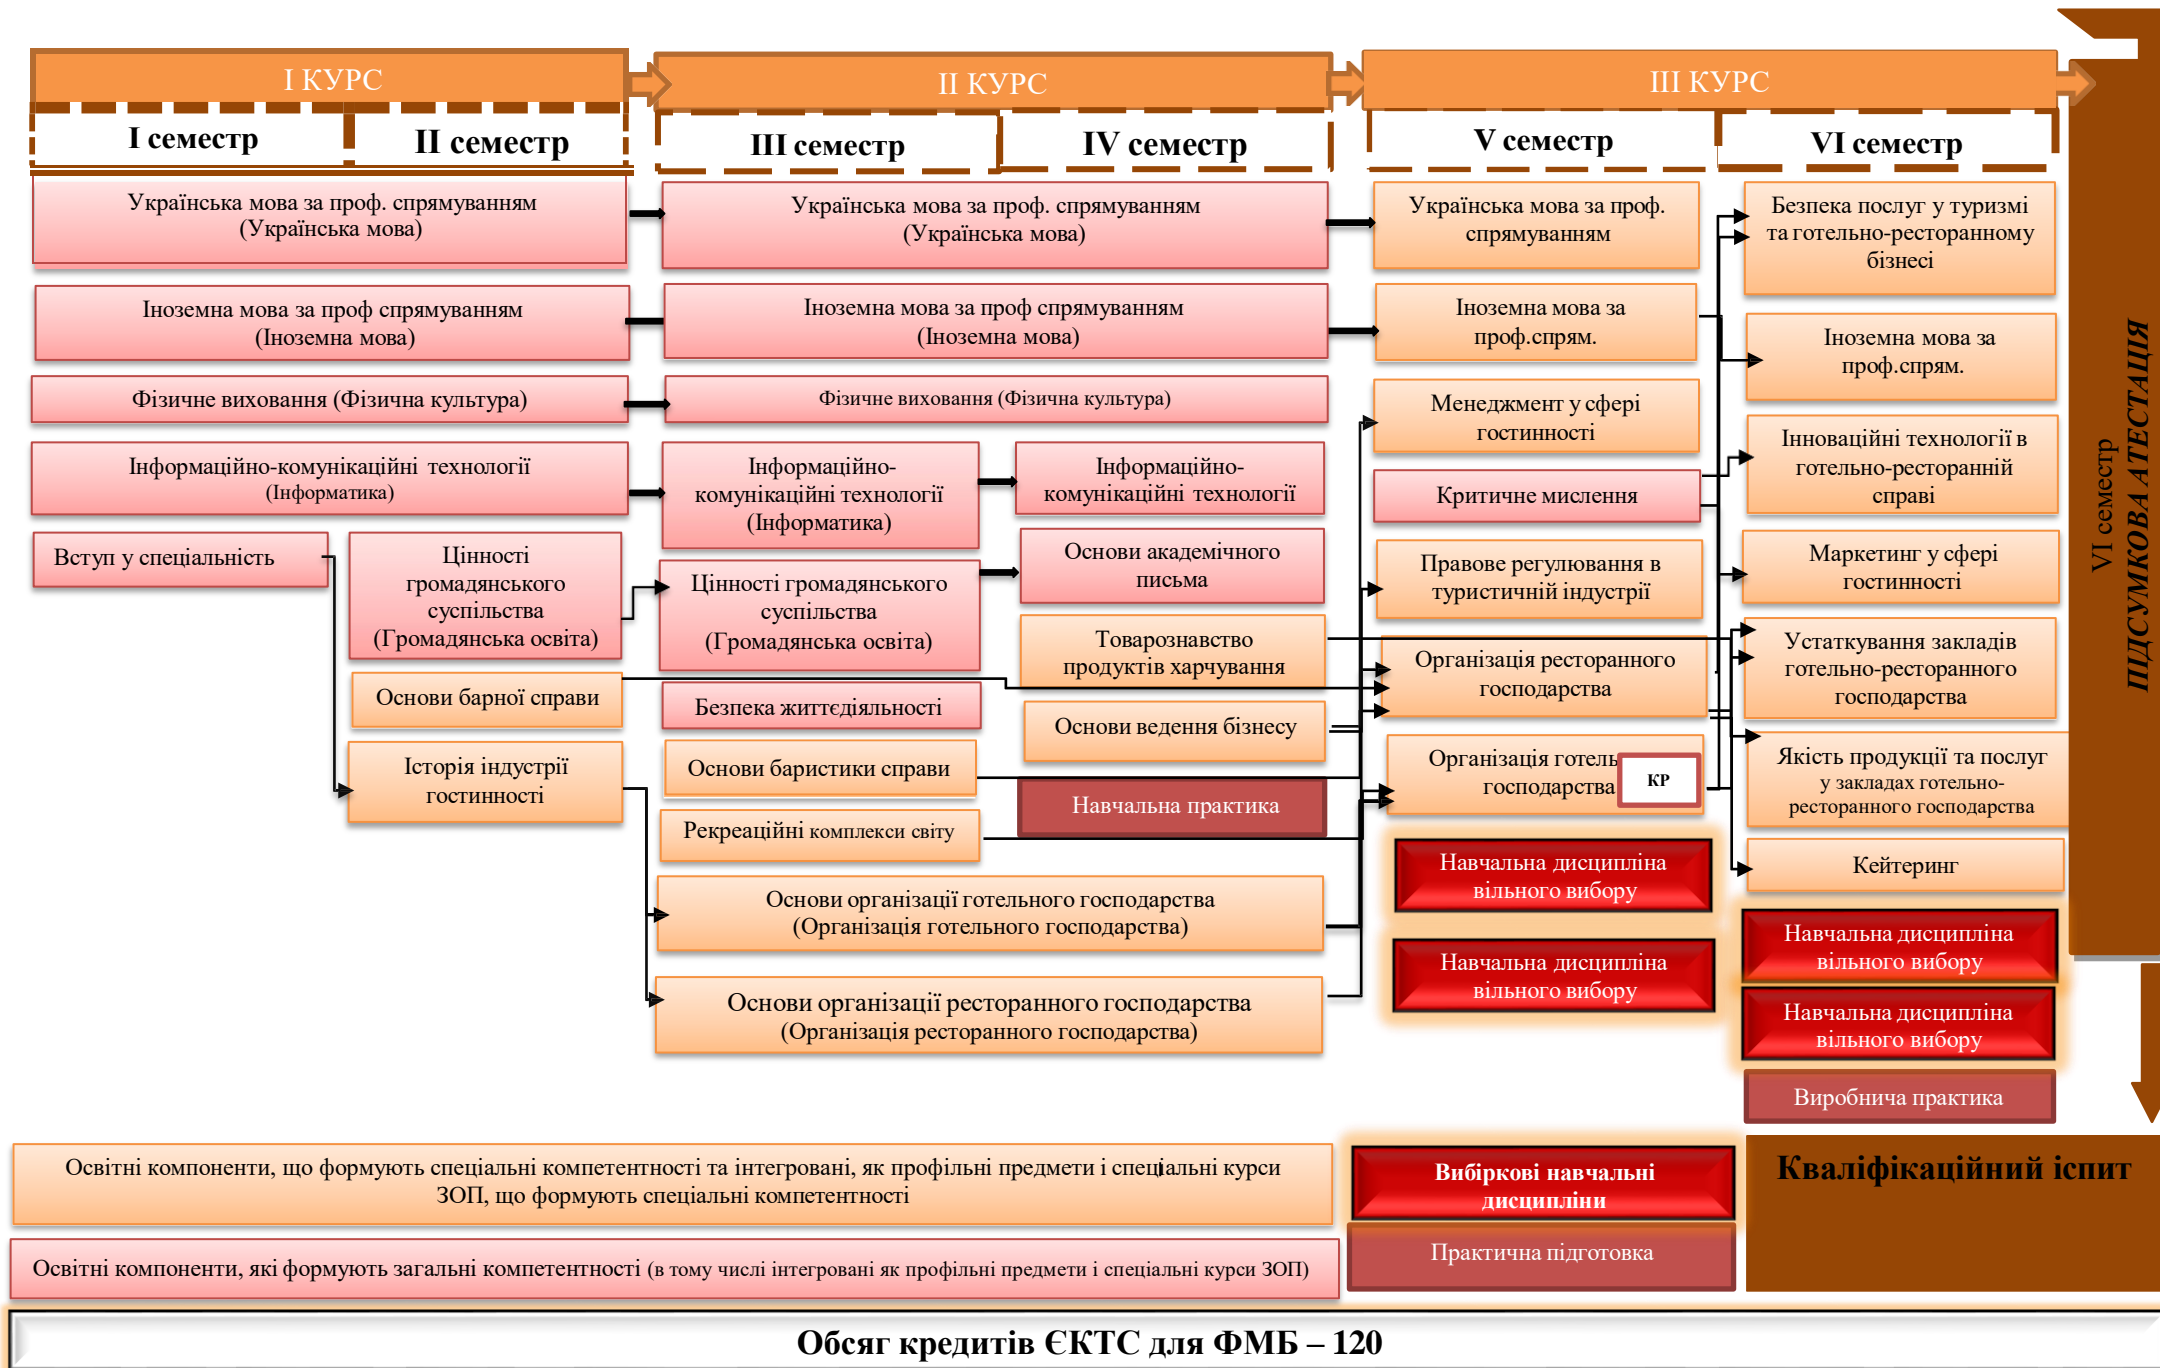 І КУРС
ІІ КУРС
ІІІ КУРС
І семестр
ІІ семестр
ІІІ семестр
IV семестр
V семестр
VI семестр
Українська мова за проф. спрямуванням
(Українська мова)
Іноземна мова за проф спрямуванням
(Іноземна мова)
Фізичне виховання (Фізична культура)
Інформаційно-комунікаційні технології
(Інформатика)
Вступ у спеціальність
Цінності
громадянського
суспільства
(Громадянська освіта)
Основи барної справи
Історія індустрії
гостинності
Українська мова за проф. спрямуванням
(Українська мова)
Іноземна мова за проф спрямуванням
(Іноземна мова)
Фізичне виховання (Фізична культура)
Інформаційно-
комунікаційні технології
(Інформатика)
Цінності громадянського
суспільства
(Громадянська освіта)
Безпека життєдіяльності
Основи баристики справи
Рекреаційні комплекси світу
Інформаційно-
комунікаційні технології
Основи академічного
письма
Товарознавство
продуктів харчування
Основи ведення бізнесу
Навчальна практика
Основи організації готельного господарства
(Організація готельного господарства)
Основи організації ресторанного господарства
(Організація ресторанного господарства)
Українська мова за проф.
спрямуванням
Іноземна мова за
проф.спрям.
Менеджмент у сфері
гостинності
Критичне мислення
Правове регулювання в
туристичній індустрії
Організація ресторанного
господарства
Організація готель
господарства
КР
Навчальна дисципліна
вільного вибору
Навчальна дисципліна
вільного вибору
Безпека послуг у туризмі
та готельно-ресторанному
бізнесі
Іноземна мова за
проф.спрям.
Інноваційні технології в
готельно-ресторанній
справі
Маркетинг у сфері
гостинності
Устаткування закладів
готельно-ресторанного
господарства
Якість продукції та послуг
у закладах готельно-
ресторанного господарства
Кейтеринг
Навчальна дисципліна
вільного вибору
Навчальна дисципліна
вільного вибору
Виробнича практика
VI семестр
ПІДСУМКОВА АТЕСТАЦІЯ
Освітні компоненти, що формують спеціальні компетентності та інтегровані, як профільні предмети і спеціальні курси
ЗОП, що формують спеціальні компетентності
Вибіркові навчальні
дисципліни
Кваліфікаційний іспит
Практична підготовка
Освітні компоненти, які формують загальні компетентності (в тому числі інтегровані як профільні предмети і спеціальні курси ЗОП)
Обсяг кредитів ЄКТС для ФМБ – 120